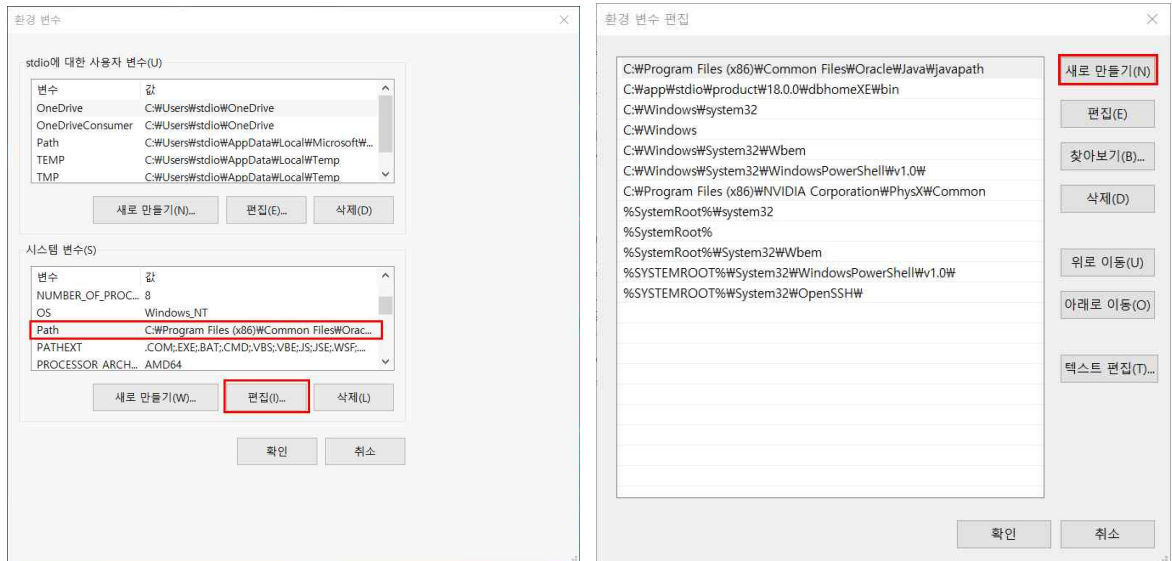 환경 변수
stdio에 대한 사용자 변수(U)
변수 값
OneDrive C:₩Users₩stdio₩OneDrive
OneDriveConsumer C:₩Users₩stdio₩OneDrive
Path C:₩Users₩stdio₩AppData₩Local₩Microsoft₩...
TEMP C:₩Users₩stdio₩AppData₩Local₩Temp
TMP C:₩Users₩stdio₩AppData₩Local₩Temp
새로 만들기(N)... 편집(E)... 삭제(D)
시스템 변수(S)
변수 값
NUMBER_OF_PROC... 8
OS Windows_NT
Path C:₩Program Files (x86)₩Common Files₩Orac...
PATHEXT .COM;.EXE;.BAT;.CMD;.VBS;.VBE;.JS;.JSE;.WSF;...
PROCESSOR_ARCH... AMD64
새로 만들기(W)... 편집(I)... 삭제(L)
확인 취소
환경 변수 편집
C:₩Program Files (x86)₩Common Files₩Oracle₩Java₩javapath
C:₩app₩stdio₩product₩18.0.0₩dbhomeXE₩bin
C:₩Windows₩system32
C:₩Windows
C:₩Windows₩System32₩Wbem
C:₩Windows₩System32₩WindowsPowerShell₩v1.0₩
C:₩Program Files (x86)₩NVIDIA Corporation₩PhysX₩Common
%SystemRoot%₩system32
%SystemRoot%
%SystemRoot%₩System32₩Wbem
%SYSTEMROOT%₩System32₩WindowsPowerShell₩v1.0₩
%SYSTEMROOT%₩System32₩OpenSSH₩
새로 만들기(N)
편집(E)
찾아보기(B)...
삭제(D)
위로 이동(U)
아래로 이동(O)
텍스트 편집(T)...
확인 취소